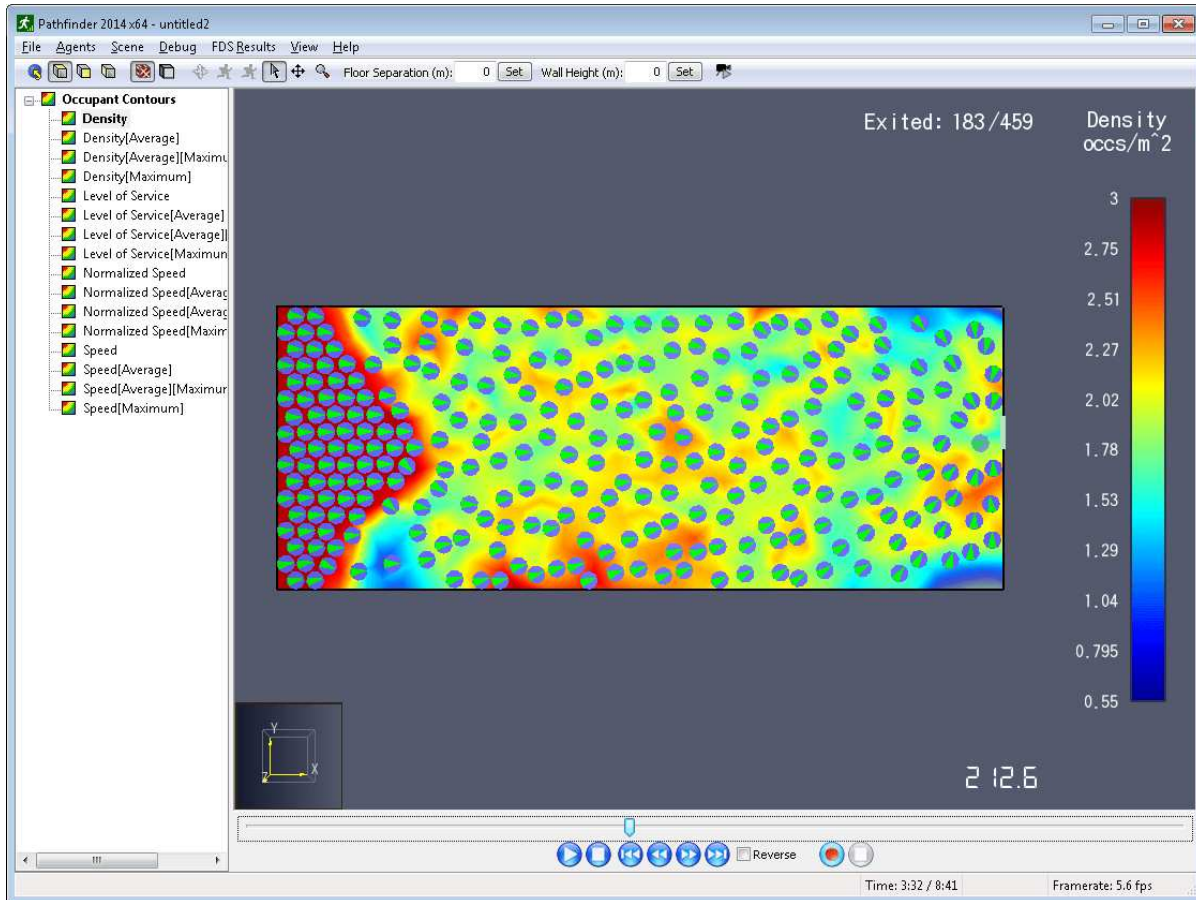 Pathfinder 2014 x64 - untitled2
File Agents Scene Debug FDS Results View Help
Floor Separation (m): 0 Set Wall Height (m): 0 Set
Occupant Contours
Density
Density[Average]
Density[Average][Maximu
Density[Maximum]
Level of Service
Level of Service[Average]
Level of Service[Average][
Level of Service[Maximun
Normalized Speed
Normalized Speed[Averag
Normalized Speed[Averag
Normalized Speed[Maxim
Speed
Speed[Average]
Speed[Average][Maximur
Speed[Maximum]
Exited: 183/459
Density
occs/m^2
3
2.75
2.51
2.27
2.02
1.78
1.53
1.29
1.04
0.795
0.55
Y
X
Z
212.6
Reverse
Time: 3:32 / 8:41
Framerate: 5.6 fps